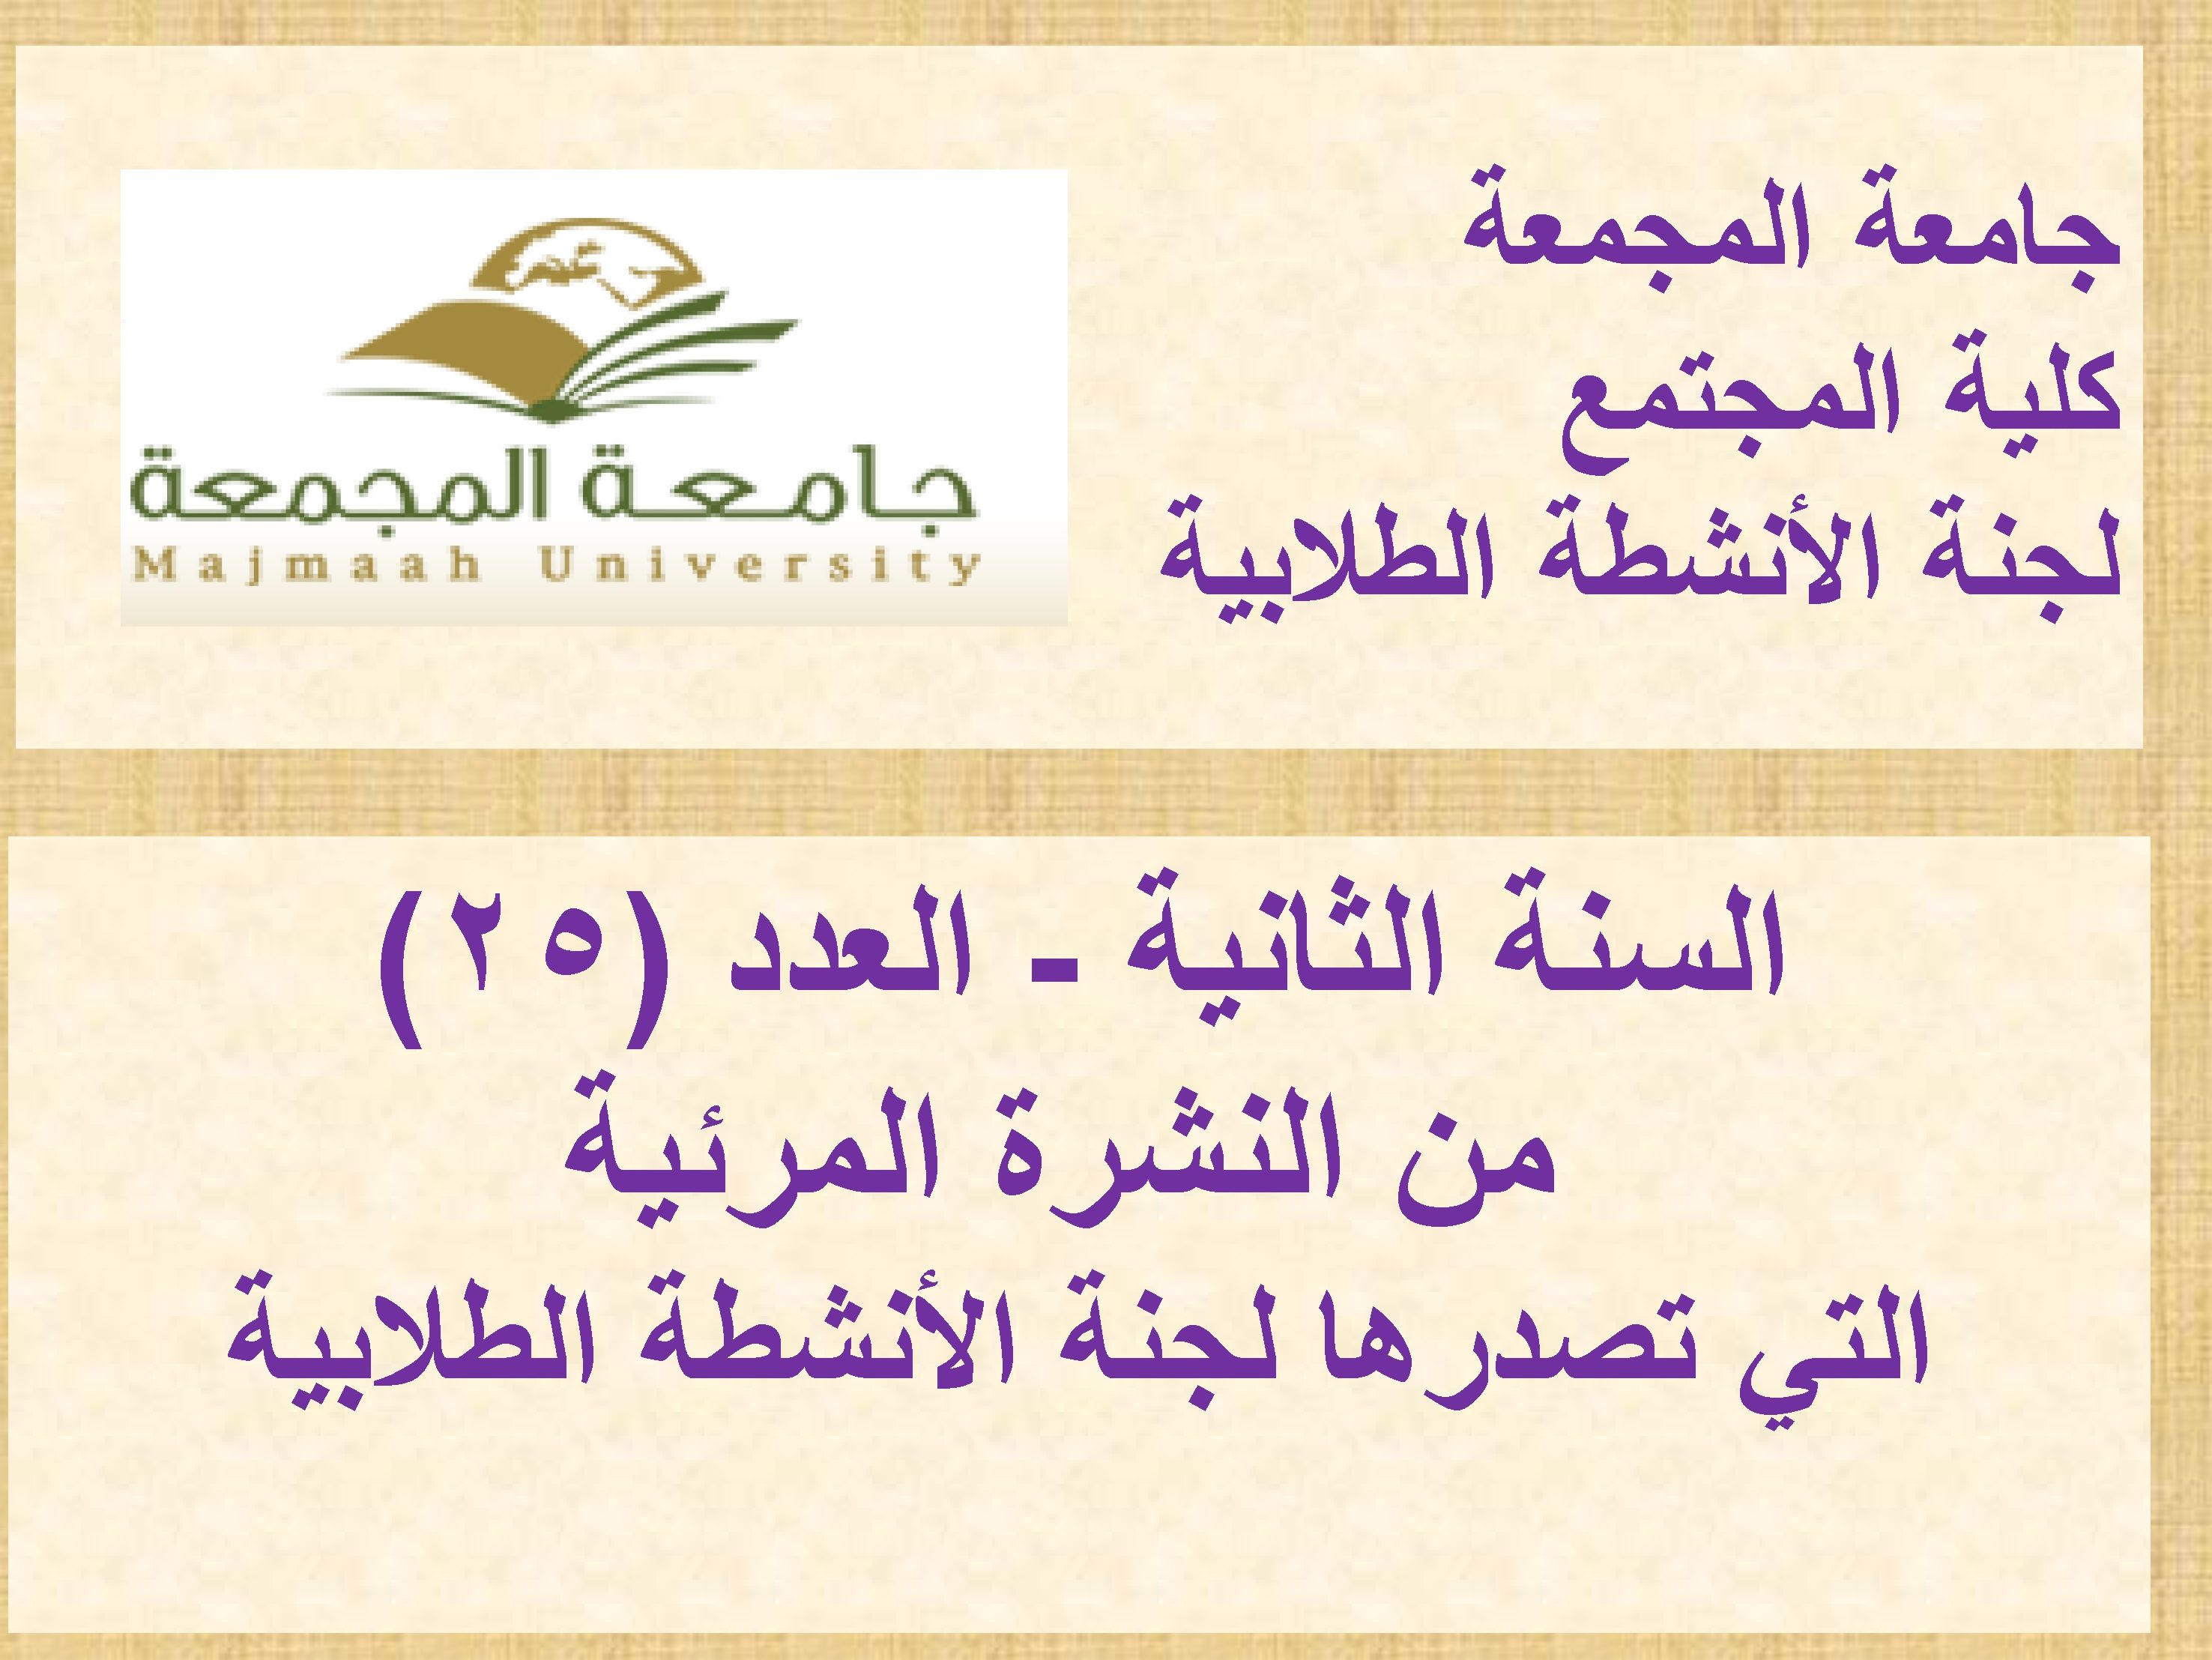 جامعة المجمعة
كلية المجتمع
لجنة الأنشطة الطلابية
جامعة المجمعة
Majmaah University
السنة الثانية - العدد (٢٥)
من النشرة المرئية
التي تصدرها لجنة الأنشطة الطلابية